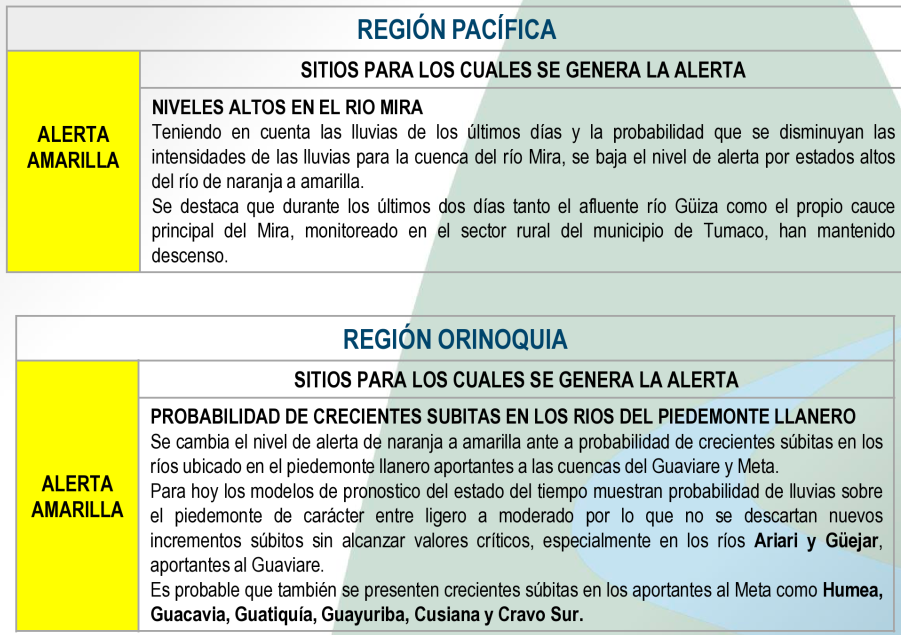 REGIÓN PACÍFICA
ALERTA
AMARILLA
SITIOS PARA LOS CUALES SE GENERA LA ALERTA
NIVELES ALTOS EN EL RIO MIRA
Teniendo en cuenta las lluvias de los últimos días y la probabilidad que se disminuyan las
intensidades de las lluvias para la cuenca del río Mira, se baja el nivel de alerta por estados altos
del río de naranja a amarilla.
Se destaca que durante los últimos dos días tanto el afluente río Güiza como el propio cauce
principal del Mira, monitoreado en el sector rural del municipio de Tumaco, han mantenido
descenso.
REGIÓN ORINOQUIA
ALERTA
AMARILLA
SITIOS PARA LOS CUALES SE GENERA LA ALERTA
PROBABILIDAD DE CRECIENTES SUBITAS EN LOS RIOS DEL PIEDEMONTE LLANERO
Se cambia el nivel de alerta de naranja a amarilla ante a probabilidad de crecientes súbitas en los
ríos ubicado en el piedemonte llanero aportantes a las cuencas del Guaviare y Meta.
Para hoy los modelos de pronostico del estado del tiempo muestran probabilidad de lluvias sobre
el piedemonte de carácter entre ligero a moderado por lo que no se descartan nuevos
incrementos súbitos sin alcanzar valores críticos, especialmente en los ríos Ariari y Güejar,
aportantes al Guaviare.
Es probable que también se presenten crecientes súbitas en los aportantes al Meta como Humea,
Guacavia, Guatiquía, Guayuriba, Cusiana y Cravo Sur.